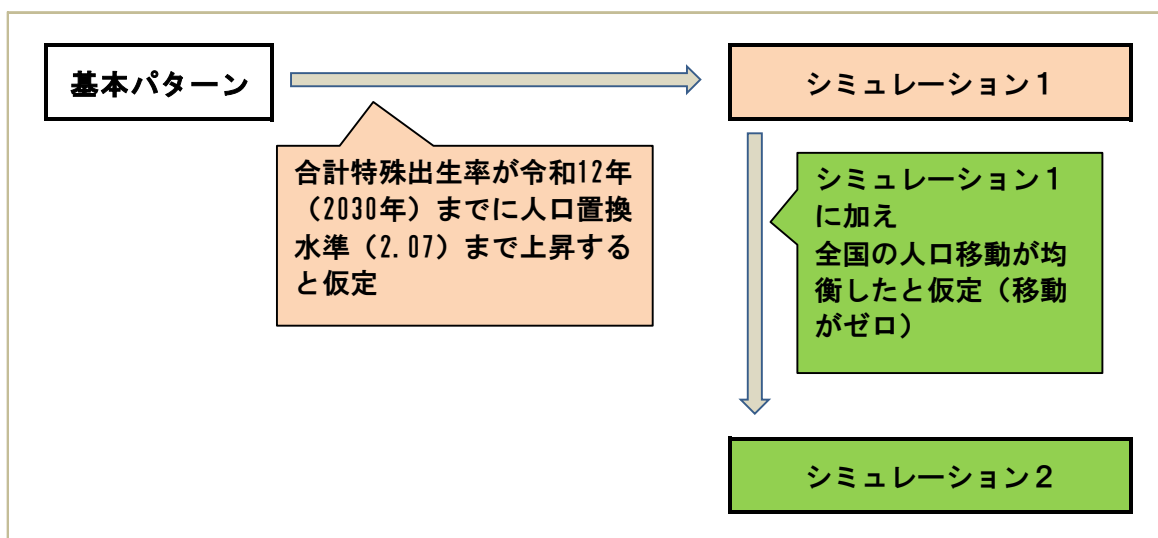 基本パターン
シミュレーション１
合計特殊出生率が令和12年
（2030年）までに人口置換
水準（2.07）まで上昇する
と仮定
シミュレーション１
に加え
全国の人口移動が均
衡したと仮定（移動
がゼロ）
シミュレーション２